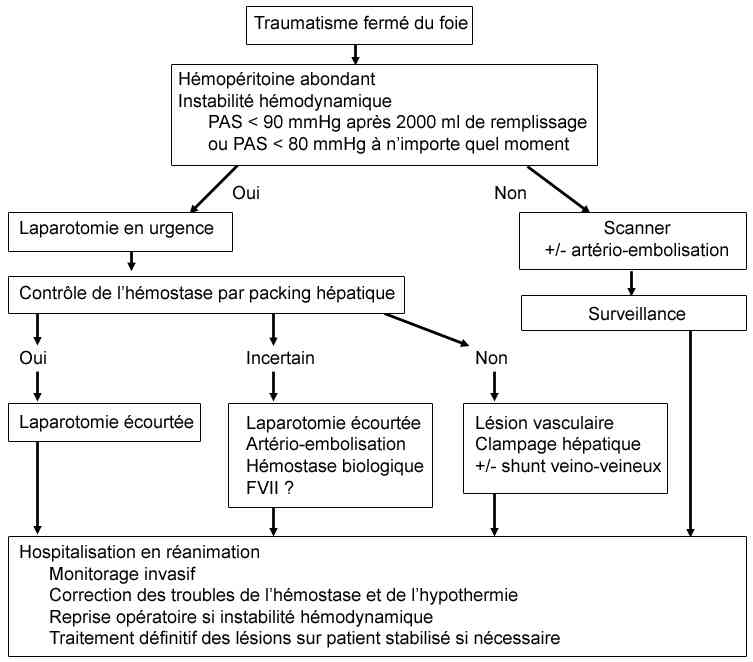 Traumatisme fermé du foie
Hémopéritoine abondant
Instabilité hémodynamique
PAS < 90 mmHg après 2000 ml de remplissage
ou PAS < 80 mmHg à n’importe quel moment
Oui
Non
Laparotomie en urgence
Scanner
+/- artério-embolisation
Contrôle de l’hémostase par packing hépatique
Surveillance
Oui
Incertain
Non
Laparotomie écourtée
Laparotomie écourtée
Artério-embolisation
Hémostase biologique
FVII ?
Lésion vasculaire
Clampage hépatique
+/- shunt veino-veineux
Hospitalisation en réanimation
Monitorage invasif
Correction des troubles de l’hémostase et de l’hypothermie
Reprise opératoire si instabilité hémodynamique
Traitement définitif des lésions sur patient stabilisé si nécessaire